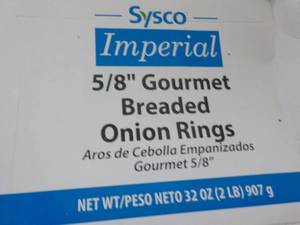 Sysco
Imperial
5/8" Gourmet
Breaded
Onion Rings
Aros de Cebolla Empanizados
Gourmet 5/8"
NET WT/PESO NETO 32 OZ (2 LB) 907 g